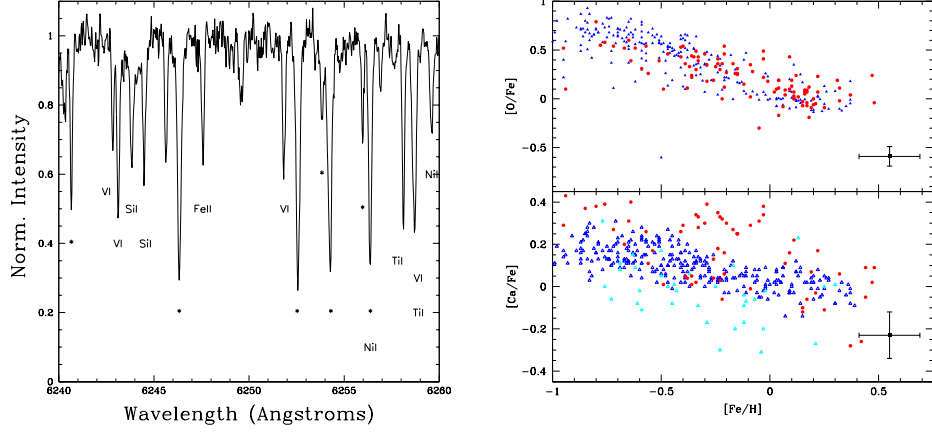 Norm. Intensity
1
0.8
0.6
0.4
0.2
0
NiI
VI
SiI
FeII
VI
*
*
*
VI
SiI
TiI
VI
*
*
*
*
TiI
NiI
6240
6245
6250
6255
6260
Wavelength (Angstroms)
[O/Fe]
0.5
0
-0.5
[Ca/Fe]
0.4
0.2
0
-0.2
-0.4
-1
-0.5
0
0.5
[Fe/H]